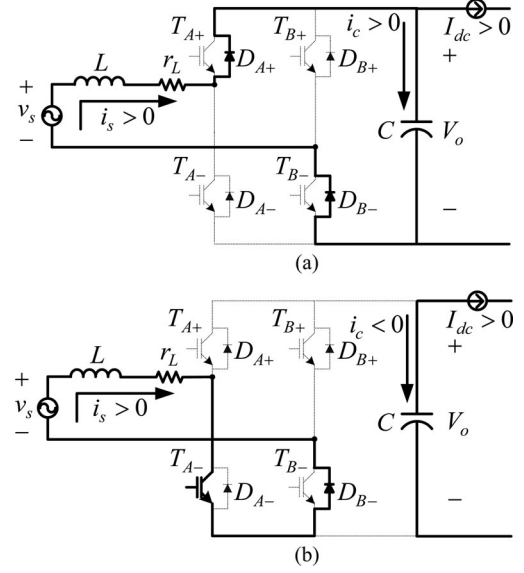 T_{A+} D_{A+} T_{B+} D_{B+} i_c > 0 I_{dc} > 0
+ L r_L +
v_s i_s > 0 C V_o
− T_{A−} D_{A−} T_{B−} D_{B−} −
(a)
T_{A+} D_{A+} T_{B+} D_{B+} i_c < 0 I_{dc} > 0
+ L r_L +
v_s i_s > 0 C V_o
− T_{A−} D_{A−} T_{B−} D_{B−} −
(b)